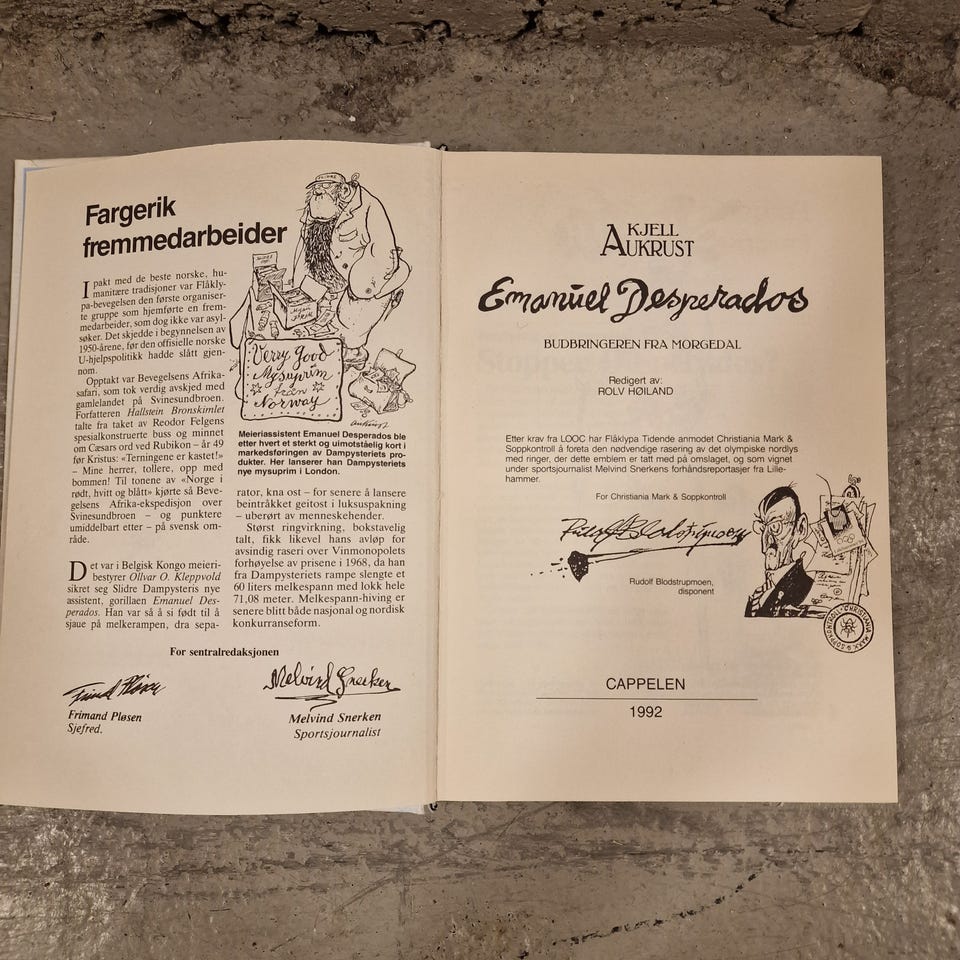 Fargerik
fremmedarbeider
I pakt med de beste norske, hu-
manitære tradisjoner var Flåkly-
pa-bevegelsen den første organiser-
te gruppe som hjemførte en frem-
medarbeider, som dog ikke var asyl-
søker. Det skjedde i begynnelsen av
1950-årene, før den offisielle norske
U-hjelpspolitikk hadde slått gjen-
nom.
Opptakt var Bevegelsens Afrika-
safari, som tok verdig avskjed med
gamlelandet på Svinesundbroen.
Forfatteren Hallstein Bronskimlet
talte fra taket av Reodor Felgens
spesialkonstruerte buss og minnet
om Cæsars ord ved Rubikon – år 49
før Kristus: «Terningene er kastet!»
– Mine herrer, tollere, opp med
bommen! Til tonene av «Norge i
rødt, hvitt og blått» kjørte så Beve-
gelsens Afrika-ekspedisjon over
Svinesundbroen – og punktere
umiddelbart etter – på svensk om-
råde.
Det var i Belgisk Kongo meieri-
bestyrer Ollvar O. Kleppvold
sikret seg Slidre Dampysteris nye
assistent, gorillaen Emanuel Des-
perados. Han var så å si født til å
sjaue på melkerampen, dra sepa-
Verry Good
Mysuprim
från
Norway
Aukrust
Meieriassistent Emanuel Desperados ble
etter hvert et sterkt og uimotståelig kort i
markedsføringen av Dampysteriets pro-
dukter. Her lanserer han Dampysteriets
nye mysuprim i London.
rator, kna ost – for senere å lansere
beintråkket geitost i luksuspakning
– uberørt av menneskehender.
Størst ringvirkning, bokstavelig
talt, fikk likevel hans avløp for
avsindig raseri over Vinmonopolets
forhøyelse av prisene i 1968, da han
fra Dampysteriets rampe slengte et
60 liters melkespann med lokk hele
71,08 meter. Melkespann-hiving er
senere blitt både nasjonal og nordisk
konkurranseform.
For sentralredaksjonen
Frimand Pløsen
Melvind Snerken
Frimand Pløsen
Sjefred.
Melvind Snerken
Sportsjournalist
KJELL
AUKRUST
Emanuel Desperados
BUDBRINGEREN FRA MORGEDAL
Redigert av:
ROLV HØILAND
Etter krav fra LOOC har Flåklypa Tidende anmodet Christiania Mark &
Soppkontroll å foreta den nødvendige rasering av det olympiske nordlys
med ringer, der dette emblem er tatt med på omslaget, og som vignet
under sportsjournalist Melvind Snerkens forhåndsreportasjer fra Lille-
hammer.
For Christiania Mark & Soppkontroll
Rudolf Blodstrupmoen
Rudolf Blodstrupmoen,
disponent
CHRISTIANIA MARK & SOPPKONTROLL
CAPPELEN
1992